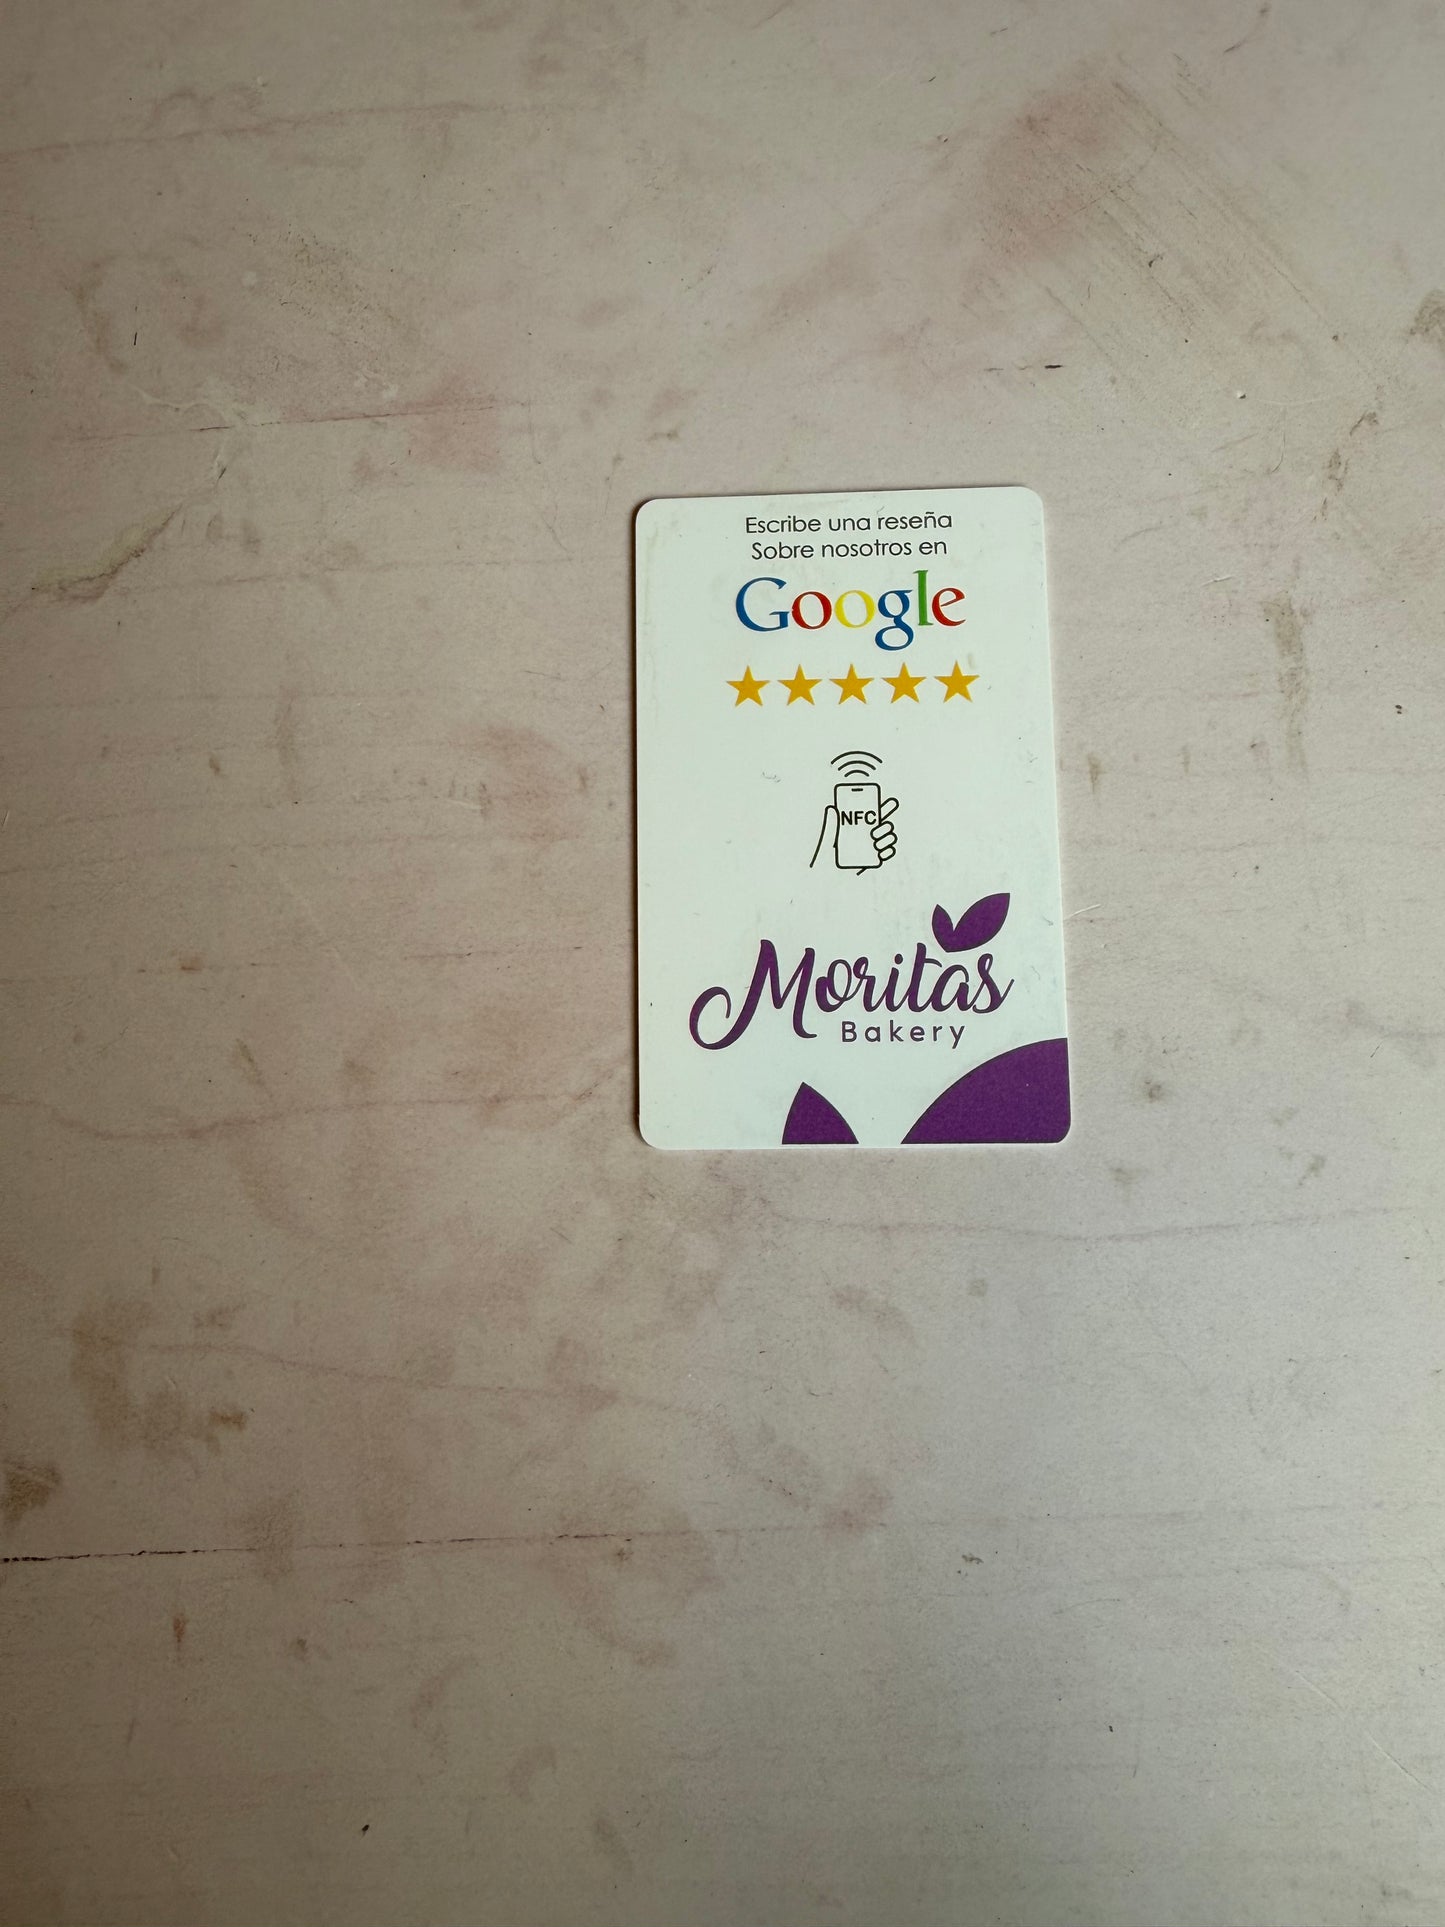 Escribe una reseña
Sobre nosotros en
Google
NFC
Moritas
Bakery